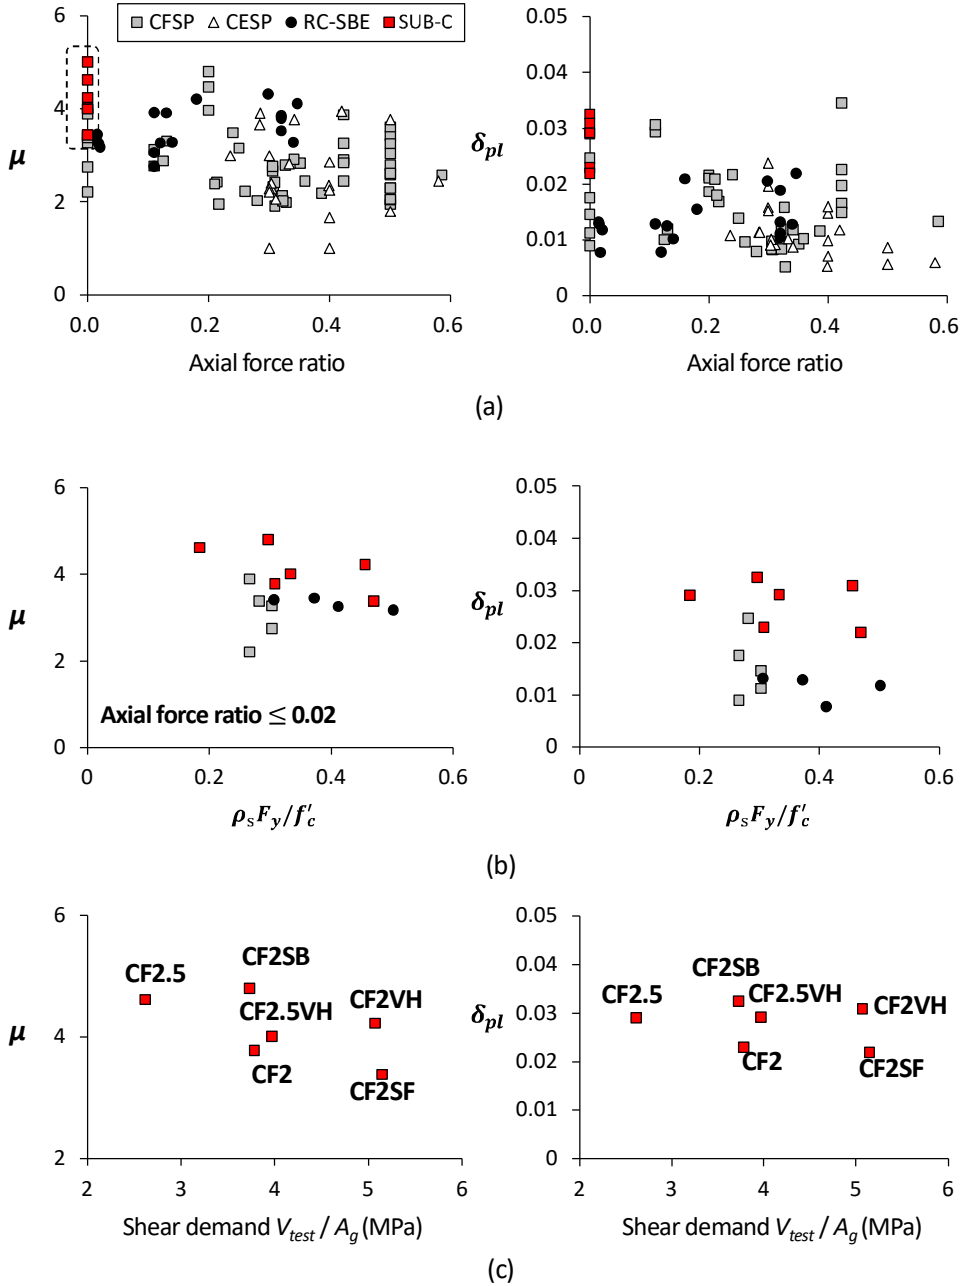 CFSP CESP RC-SBE SUB-C
6
4
μ
2
0
0.0 0.2 0.4 0.6
Axial force ratio
0.05
0.04
0.03
δpl
0.02
0.01
0
0.0 0.2 0.4 0.6
Axial force ratio
(a)
6
4
μ
2
0
Axial force ratio ≤ 0.02
0 0.2 0.4 0.6
ρsFy/f′c
0.05
0.04
0.03
δpl
0.02
0.01
0
0 0.2 0.4 0.6
ρsFy/f′c
(b)
6
4
μ
2
CF2.5
CF2SB
CF2.5VH
CF2VH
CF2
CF2SF
2 3 4 5 6
Shear demand Vtest / Ag (MPa)
0.05
0.04
0.03
δpl
0.02
0.01
0
CF2SB
CF2.5
CF2.5VH
CF2VH
CF2
CF2SF
2 3 4 5 6
Shear demand Vtest / Ag (MPa)
(c)